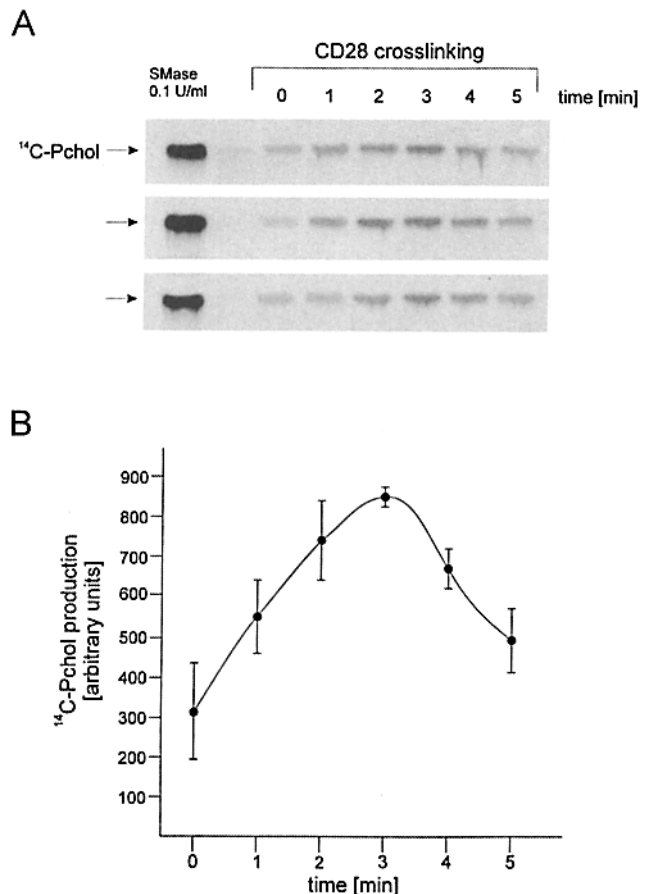 A
CD28 crosslinking
SMase
0.1 U/ml
0 1 2 3 4 5 time [min]
¹⁴C-Pchol
B
¹⁴C-Pchol production
[arbitrary units]
900
800
700
600
500
400
300
200
100
0 1 2 3 4 5
time [min]